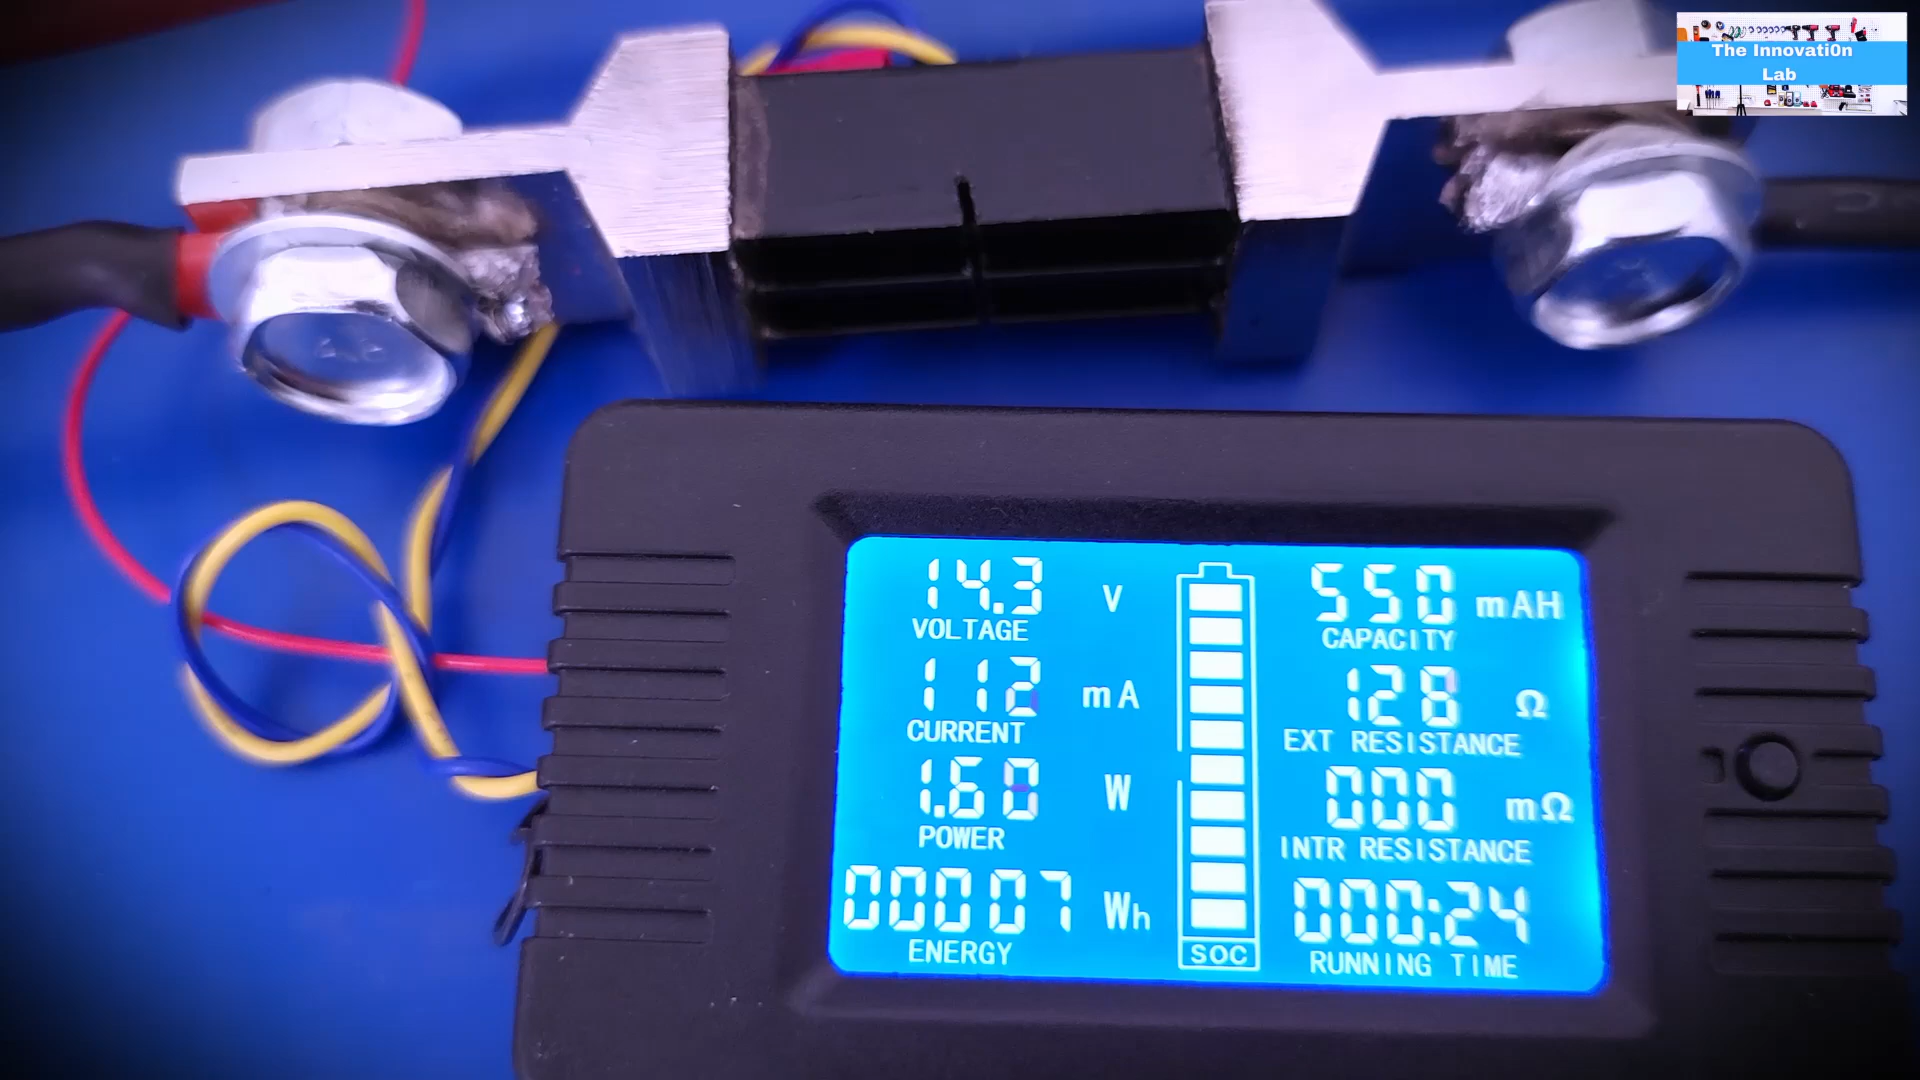 The Innovati0n
Lab
14.3 V
VOLTAGE
112 mA
CURRENT
1.60 W
POWER
00007 Wh
ENERGY
SOC
550 mAH
CAPACITY
128 Ω
EXT RESISTANCE
000 mΩ
INTR RESISTANCE
000:24
RUNNING TIME